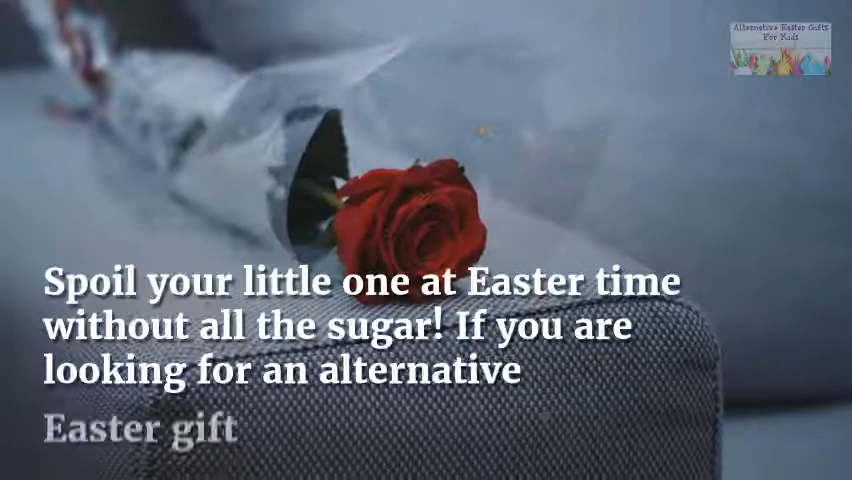 Alternative Easter Gifts
For Kids
Spoil your little one at Easter time
without all the sugar! If you are
looking for an alternative
Easter gift